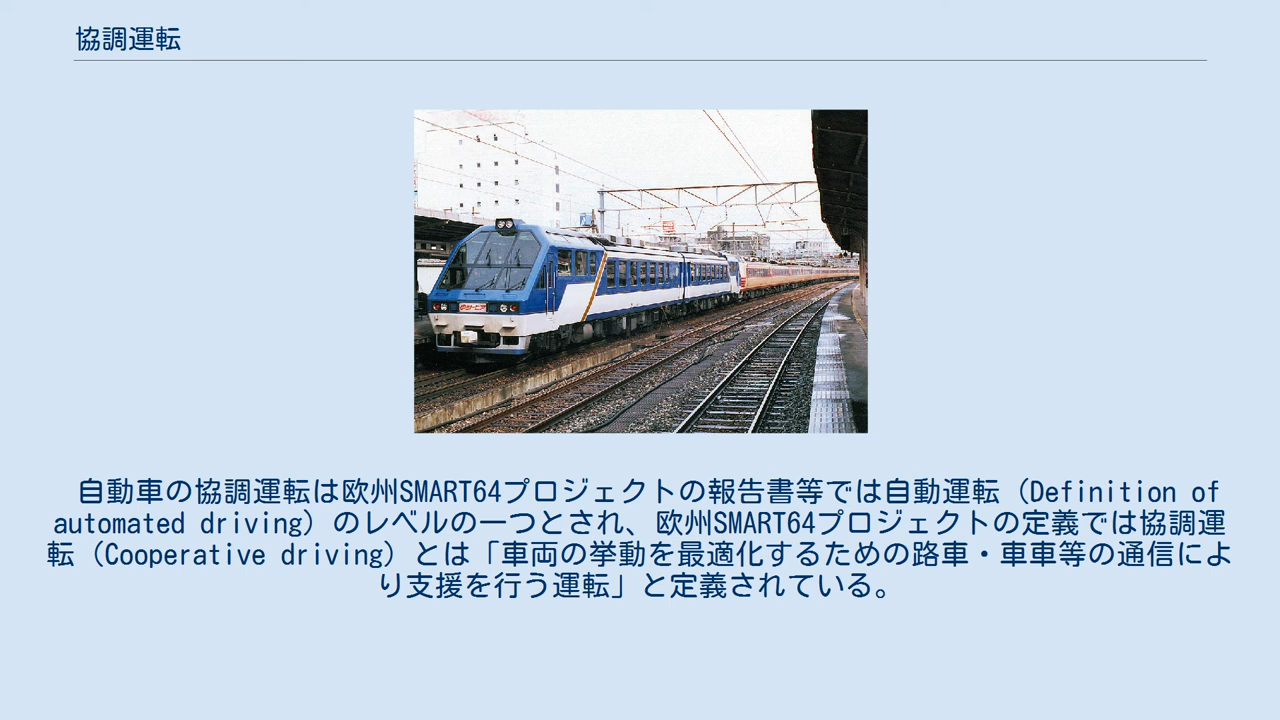 協調運転
自動車の協調運転は欧州SMART64プロジェクトの報告書等では自動運転（Definition of
automated driving）のレベルの一つとされ、欧州SMART64プロジェクトの定義では協調運
転（Cooperative driving）とは「車両の挙動を最適化するための路車・車車等の通信によ
り支援を行う運転」と定義されている。